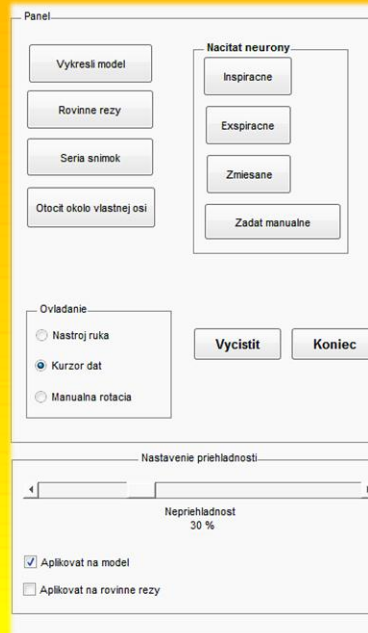 Panel
Vykresli model
Rovinne rezy
Seria snimok
Otocit okolo vlastnej osi
Nacitat neurony
Inspiracne
Exspiracne
Zmiesane
Zadat manualne
Ovladanie
Nastroj ruka
Kurzor dat
Manualna rotacia
Vycistit
Koniec
Nastavenie priehladnosti
Nepriehladnost
30 %
Aplikovat na model
Aplikovat na rovinne rezy